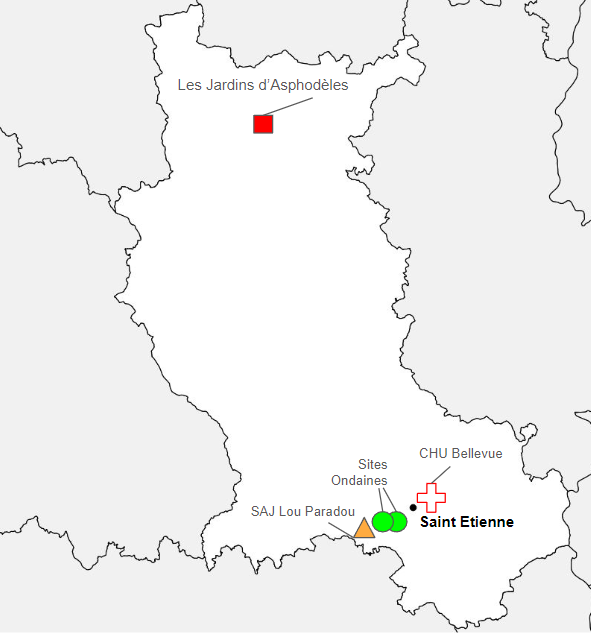 Les Jardins d'Asphodèles
CHU Bellevue
Sites
Ondaines
SAJ Lou Paradou
Saint Etienne